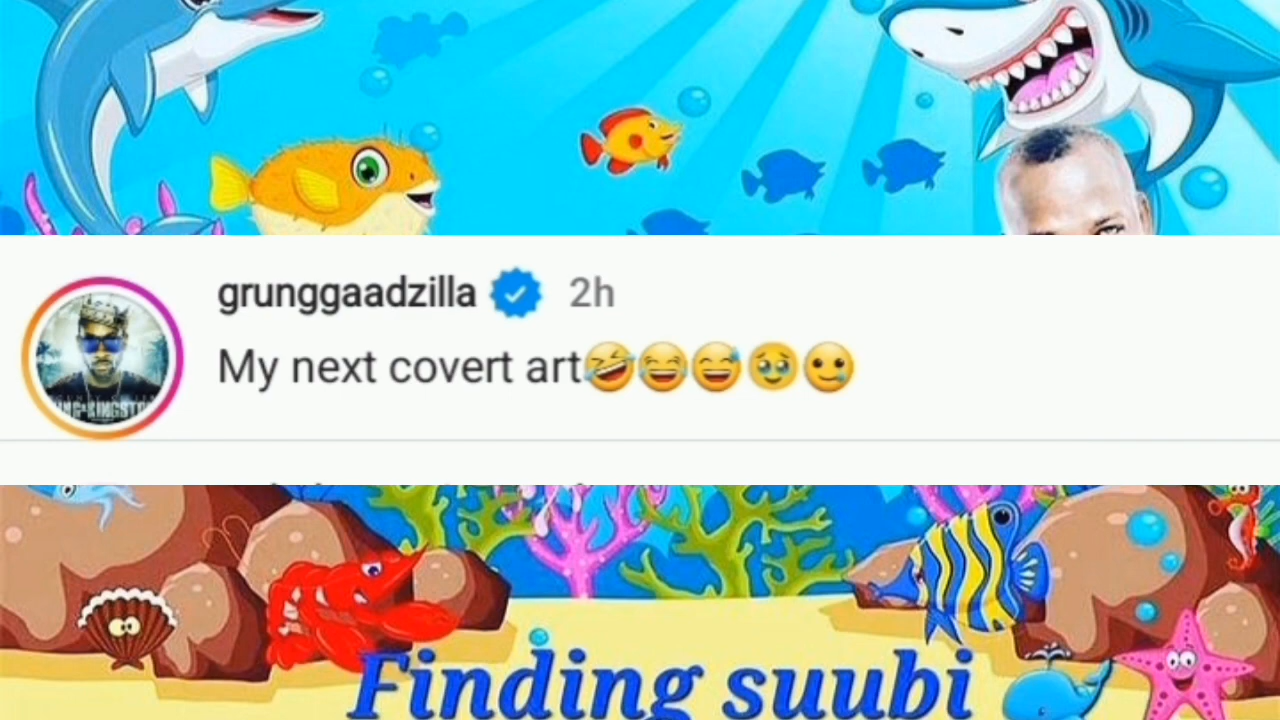 grunggaadzilla 2h
My next covert art🤣😂😅🥹🥲
Finding suubi